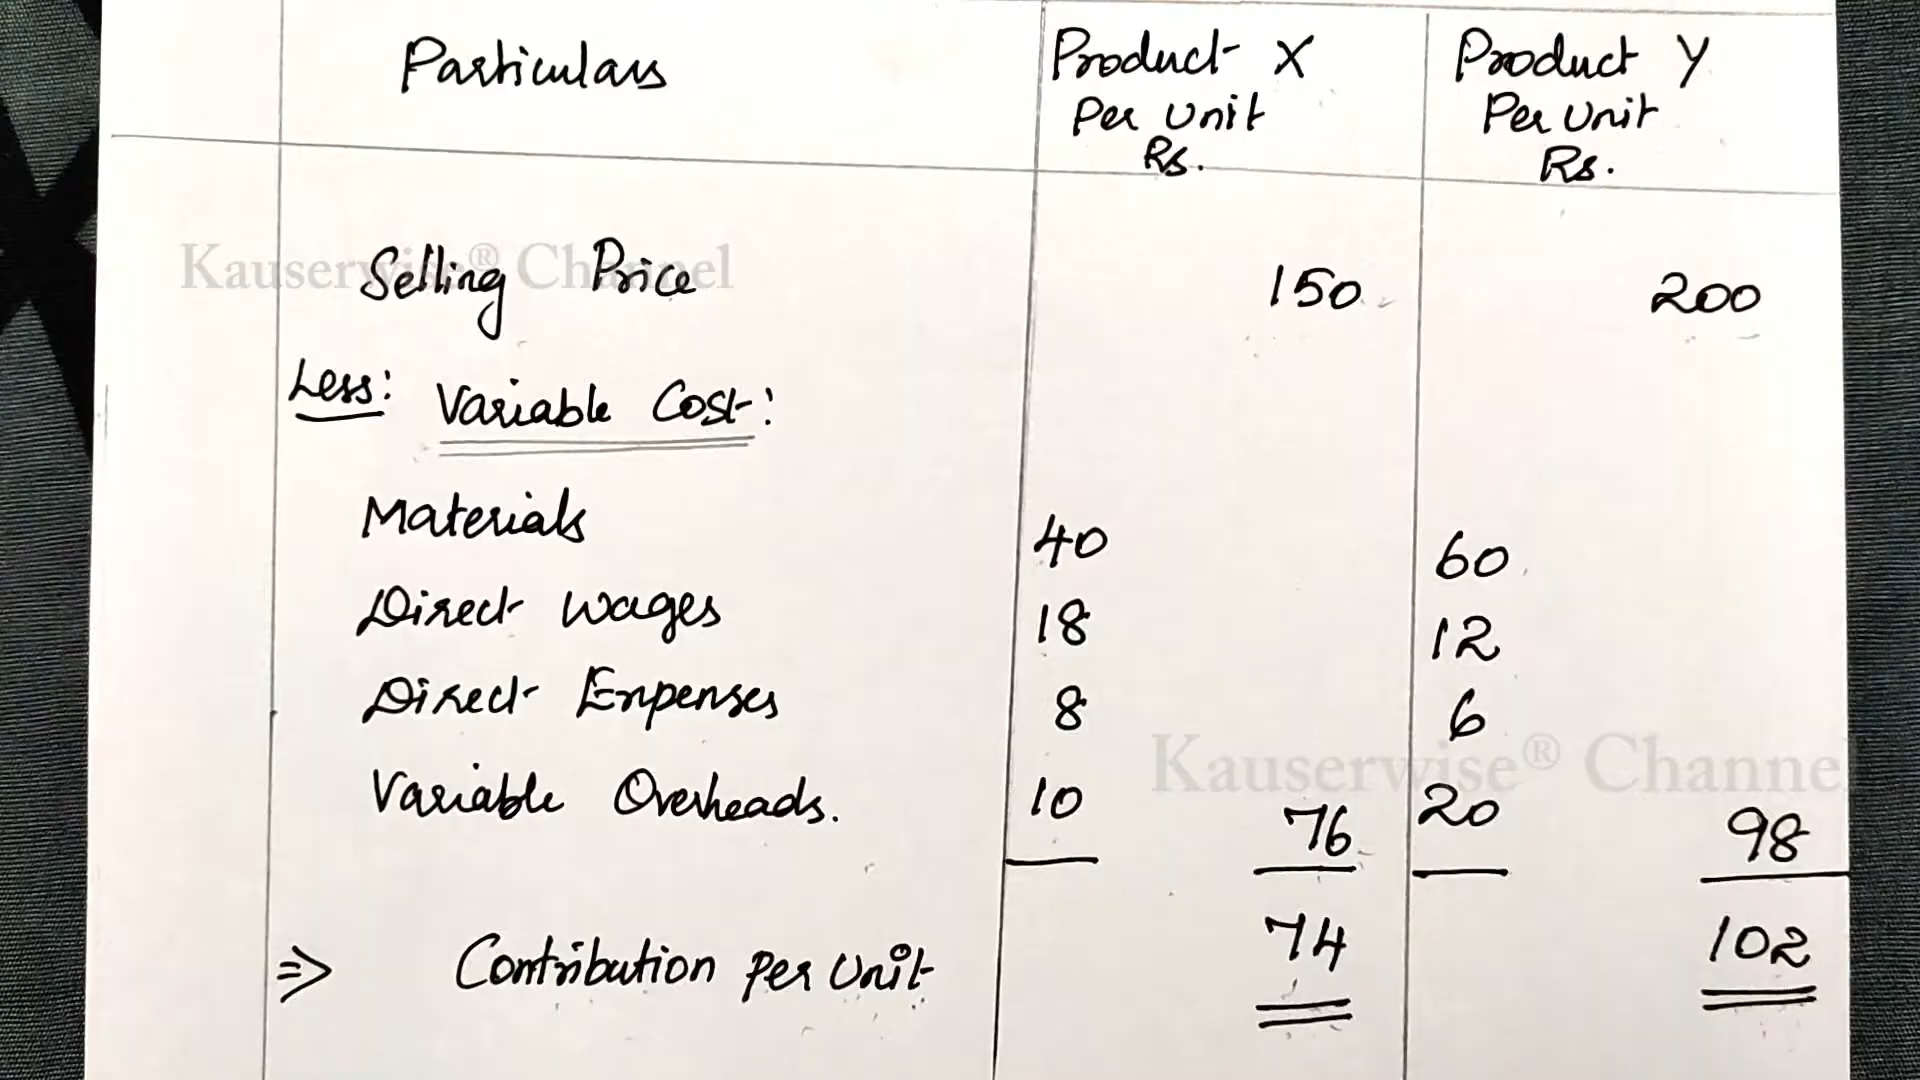 Particulars Product X Product Y
Per Unit Per Unit
Rs. Rs.
Kauserwise® Channel
Selling Price 150 200
Less: Variable Cost:
Materials 40 60
Direct Wages 18 12
Direct Expenses 8 6
Kauserwise® Channel
Variable Overheads. 10 76 20 98
⇒ Contribution Per Unit 74 102